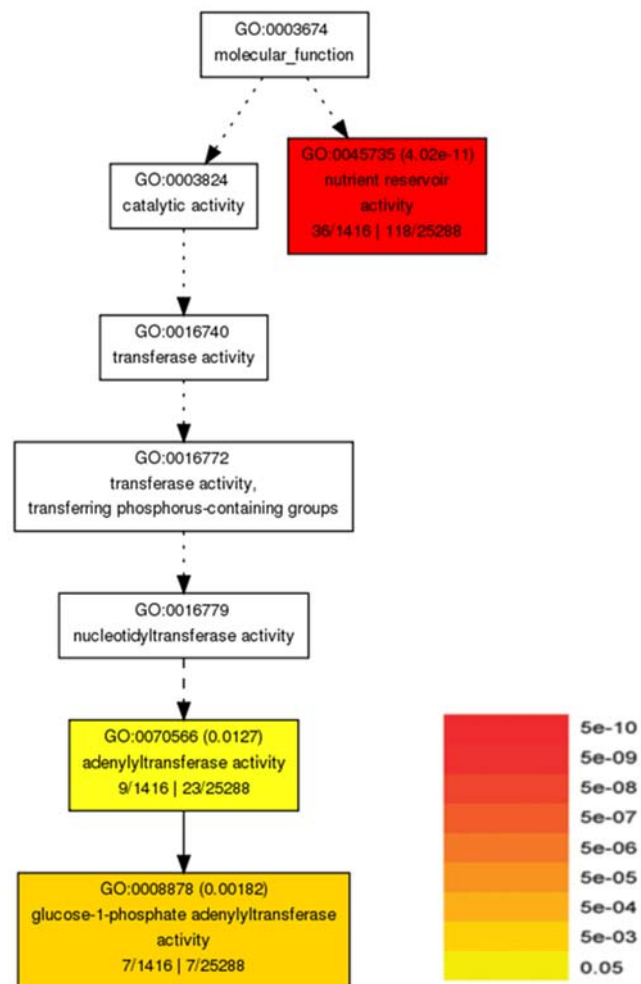 GO:0003674
molecular_function
GO:0045735 (4.02e-11)
nutrient reservoir
activity
36/1416 | 118/25288
GO:0003824
catalytic activity
GO:0016740
transferase activity
GO:0016772
transferase activity,
transferring phosphorus-containing groups
GO:0016779
nucleotidyltransferase activity
GO:0070566 (0.0127)
adenylyltransferase activity
9/1416 | 23/25288
GO:0008878 (0.00182)
glucose-1-phosphate adenylyltransferase
activity
7/1416 | 7/25288
5e-10
5e-09
5e-08
5e-07
5e-06
5e-05
5e-04
5e-03
0.05